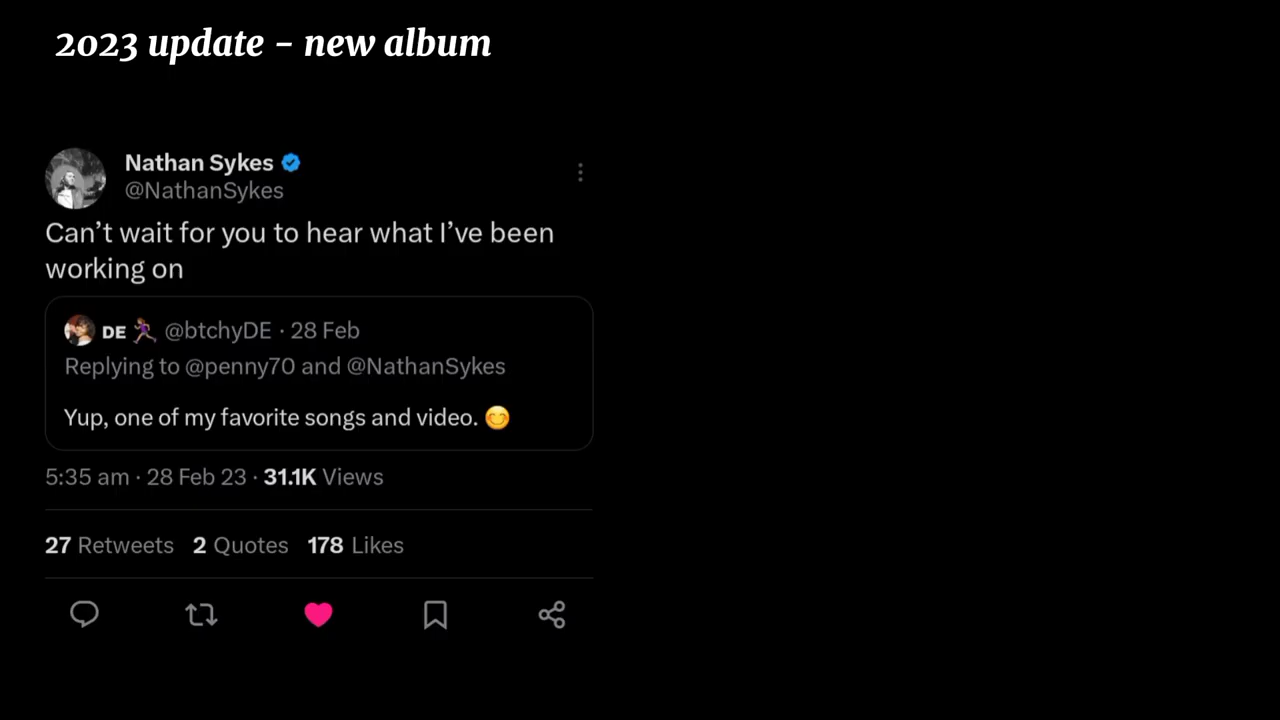 2023 update - new album
Nathan Sykes
@NathanSykes
Can’t wait for you to hear what I’ve been
working on
DE 🏃🏾‍♀️ @btchyDE · 28 Feb
Replying to @penny70 and @NathanSykes
Yup, one of my favorite songs and video. 😊
5:35 am · 28 Feb 23 · 31.1K Views
27 Retweets 2 Quotes 178 Likes